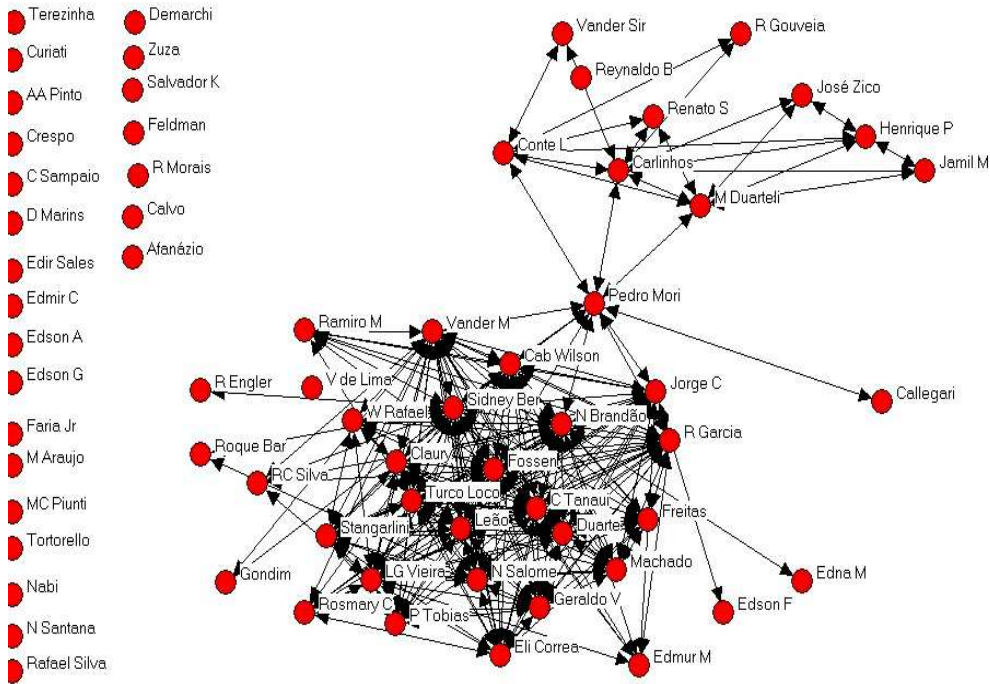 Terezinha
Curiati
AA Pinto
Crespo
C Sampaio
D Marins
Edir Sales
Edmir C
Edson A
Edson G
Faria Jr
M Araujo
MC Piunti
Tortorello
Nabi
N Santana
Rafael Silva
Demarchi
Zuza
Salvador K
Feldman
R Morais
Calvo
Afanázio
Vander Sir
R Gouveia
Reynaldo B
José Zico
Renato S
Henrique P
Conte L
Carlinhos
Jamil M
M Duarteli
Pedro Mori
Ramiro M
Vander M
Cab Wilson
R Engler
V de Lima
Sidney Ber
Jorge C
Callegari
W Rafael
N Brandão
R Garcia
Roque Bar
Claury
Fossen
RC Silva
Turco Loco
C Tanaui
Freitas
Stangarlini
Leão
Duarte
LG Vieira
N Salome
Machado
Gondim
Edna M
Rosmary C
P Tobias
Geraldo V
Edson F
Eli Correa
Edmur M